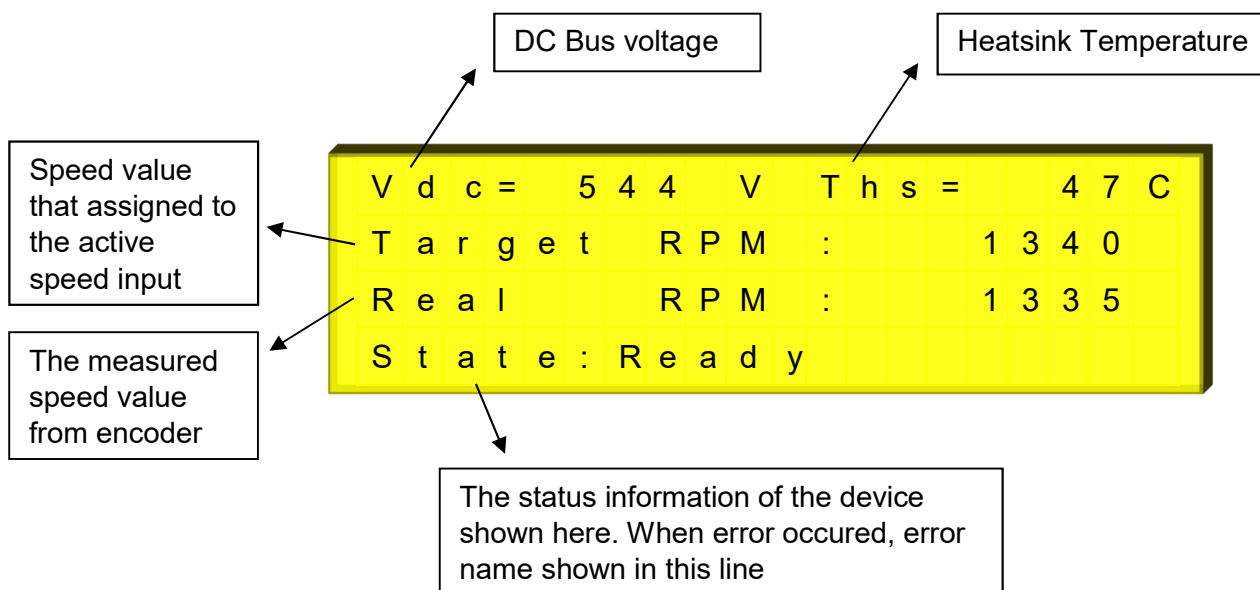 DC Bus voltage
Heatsink Temperature
Speed value
that assigned to
the active
speed input
Vdc= 544 V Ths= 47C
Target RPM : 1340
Real RPM : 1335
State:Ready
The measured
speed value
from encoder
The status information of the device
shown here. When error occured, error
name shown in this line